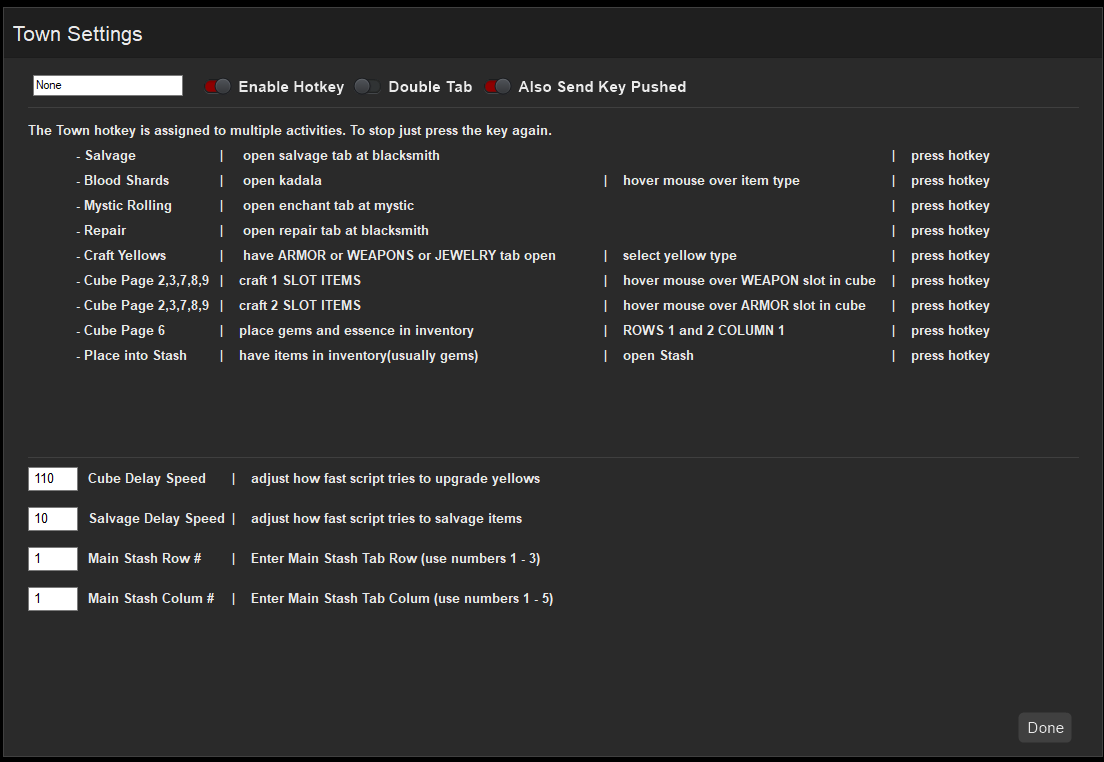 Town Settings
None Enable Hotkey Double Tab Also Send Key Pushed
The Town hotkey is assigned to multiple activities. To stop just press the key again.
- Salvage | open salvage tab at blacksmith | press hotkey
- Blood Shards | open kadala | hover mouse over item type | press hotkey
- Mystic Rolling | open enchant tab at mystic | press hotkey
- Repair | open repair tab at blacksmith | press hotkey
- Craft Yellows | have ARMOR or WEAPONS or JEWELRY tab open | select yellow type | press hotkey
- Cube Page 2,3,7,8,9 | craft 1 SLOT ITEMS | hover mouse over WEAPON slot in cube | press hotkey
- Cube Page 2,3,7,8,9 | craft 2 SLOT ITEMS | hover mouse over ARMOR slot in cube | press hotkey
- Cube Page 6 | place gems and essence in inventory | ROWS 1 and 2 COLUMN 1 | press hotkey
- Place into Stash | have items in inventory(usually gems) | open Stash | press hotkey
110 Cube Delay Speed | adjust how fast script tries to upgrade yellows
10 Salvage Delay Speed | adjust how fast script tries to salvage items
1 Main Stash Row # | Enter Main Stash Tab Row (use numbers 1 - 3)
1 Main Stash Colum # | Enter Main Stash Tab Colum (use numbers 1 - 5)
Done